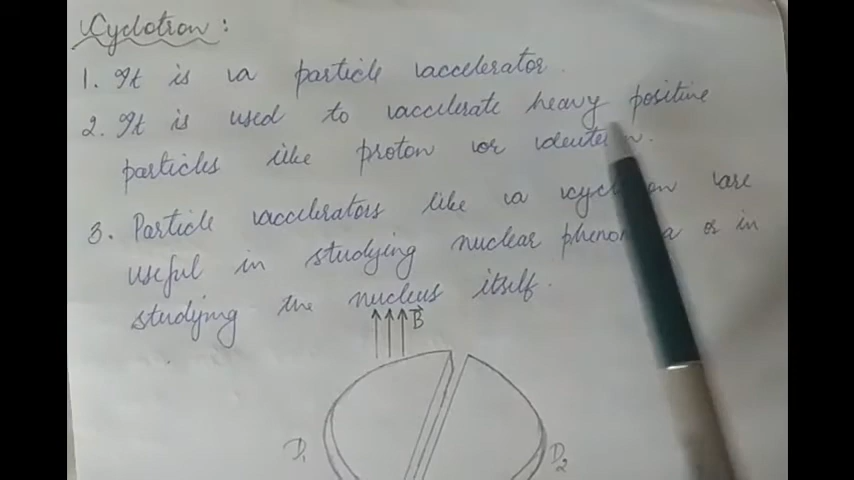 Cyclotron :
1. It is a particle accelerator.
2. It is used to accelerate heavy positive
particles like proton or
3. Particle accelerators like a are
useful in studying nuclear or in
studying the nucleus itself.
B
D1
D2